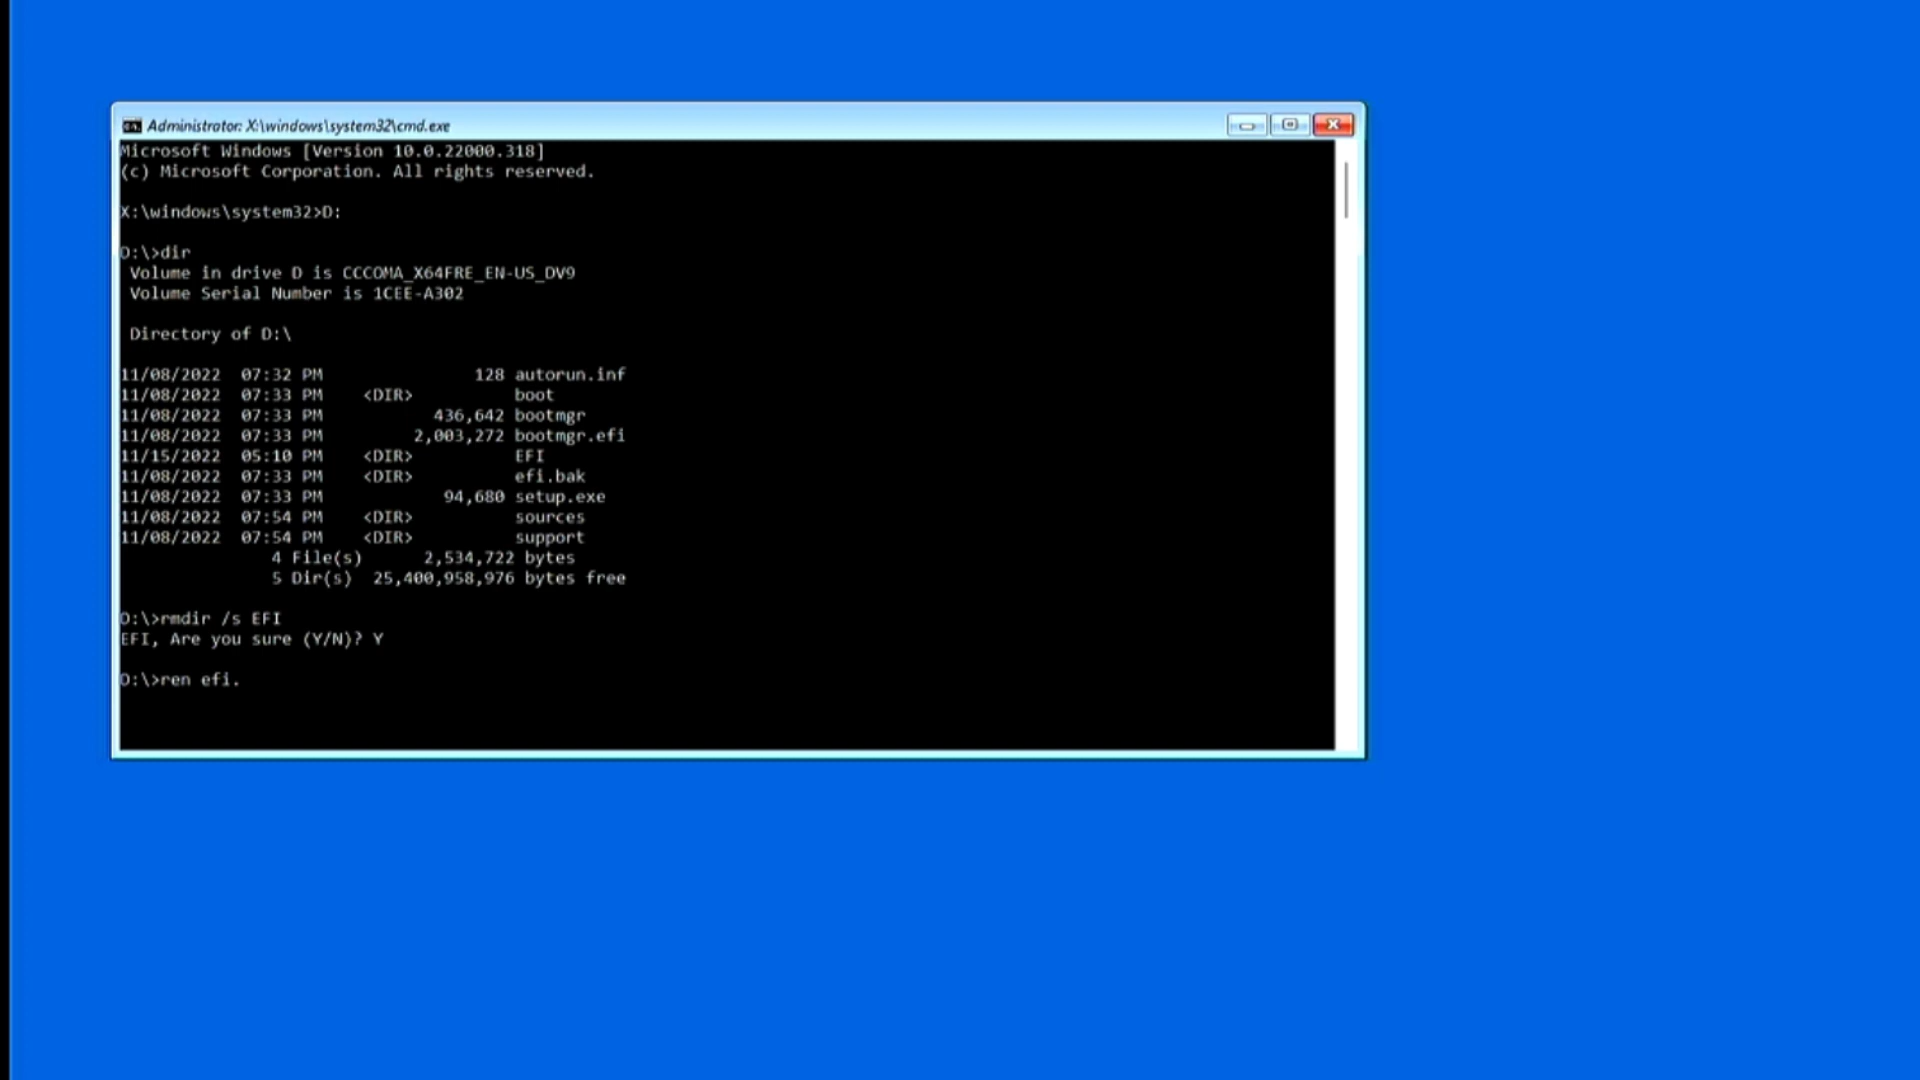 Administrator: X:\windows\system32\cmd.exe
Microsoft Windows [Version 10.0.22000.318]
(c) Microsoft Corporation. All rights reserved.
X:\windows\system32>D:
D:\>dir
Volume in drive D is CCCOMA_X64FRE_EN-US_DV9
Volume Serial Number is 1CEE-A302
Directory of D:\
11/08/2022 07:32 PM 128 autorun.inf
11/08/2022 07:33 PM <DIR> boot
11/08/2022 07:33 PM 436,642 bootmgr
11/08/2022 07:33 PM 2,003,272 bootmgr.efi
11/15/2022 05:10 PM <DIR> EFI
11/08/2022 07:33 PM <DIR> efi.bak
11/08/2022 07:33 PM 94,680 setup.exe
11/08/2022 07:54 PM <DIR> sources
11/08/2022 07:54 PM <DIR> support
4 File(s) 2,534,722 bytes
5 Dir(s) 25,400,958,976 bytes free
D:\>rmdir /s EFI
EFI, Are you sure (Y/N)? Y
D:\>ren efi.